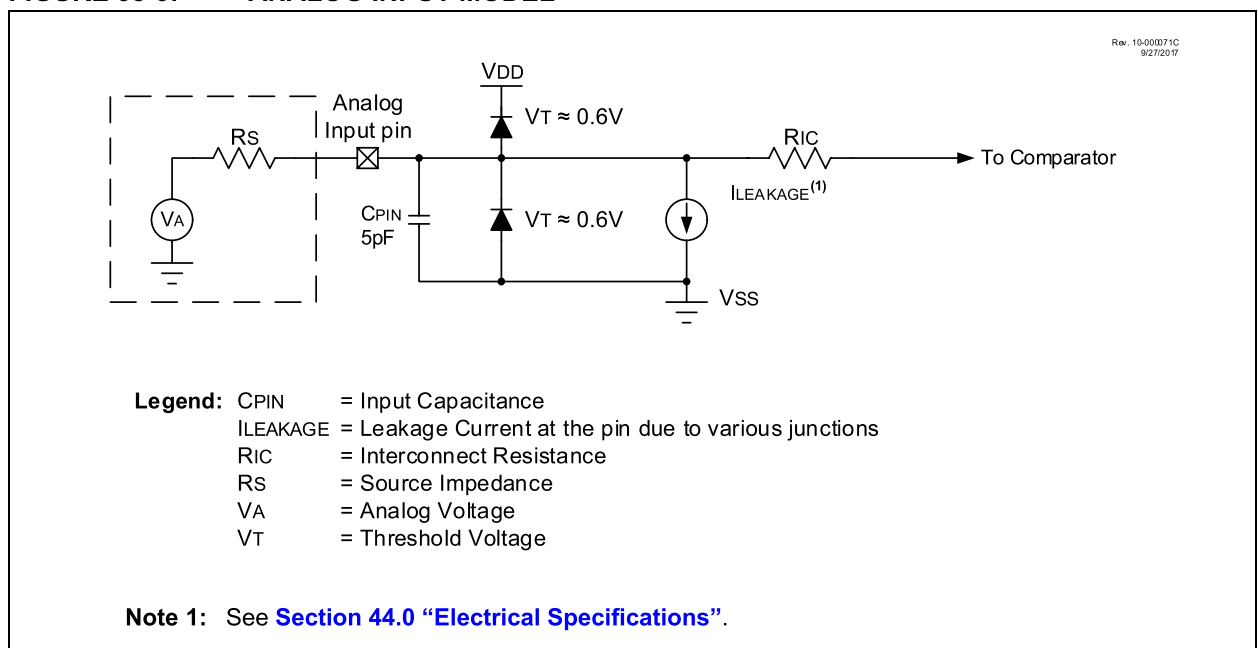 Rev. 10-000071C
9/27/2017
VDD
Analog
Input pin
VT ≈ 0.6V
RS
RIC
To Comparator
ILEAKAGE(1)
VA
CPIN
5pF
VT ≈ 0.6V
VSS
Legend: CPIN = Input Capacitance
ILEAKAGE = Leakage Current at the pin due to various junctions
RIC = Interconnect Resistance
RS = Source Impedance
VA = Analog Voltage
VT = Threshold Voltage
Note 1: See Section 44.0 “Electrical Specifications”.